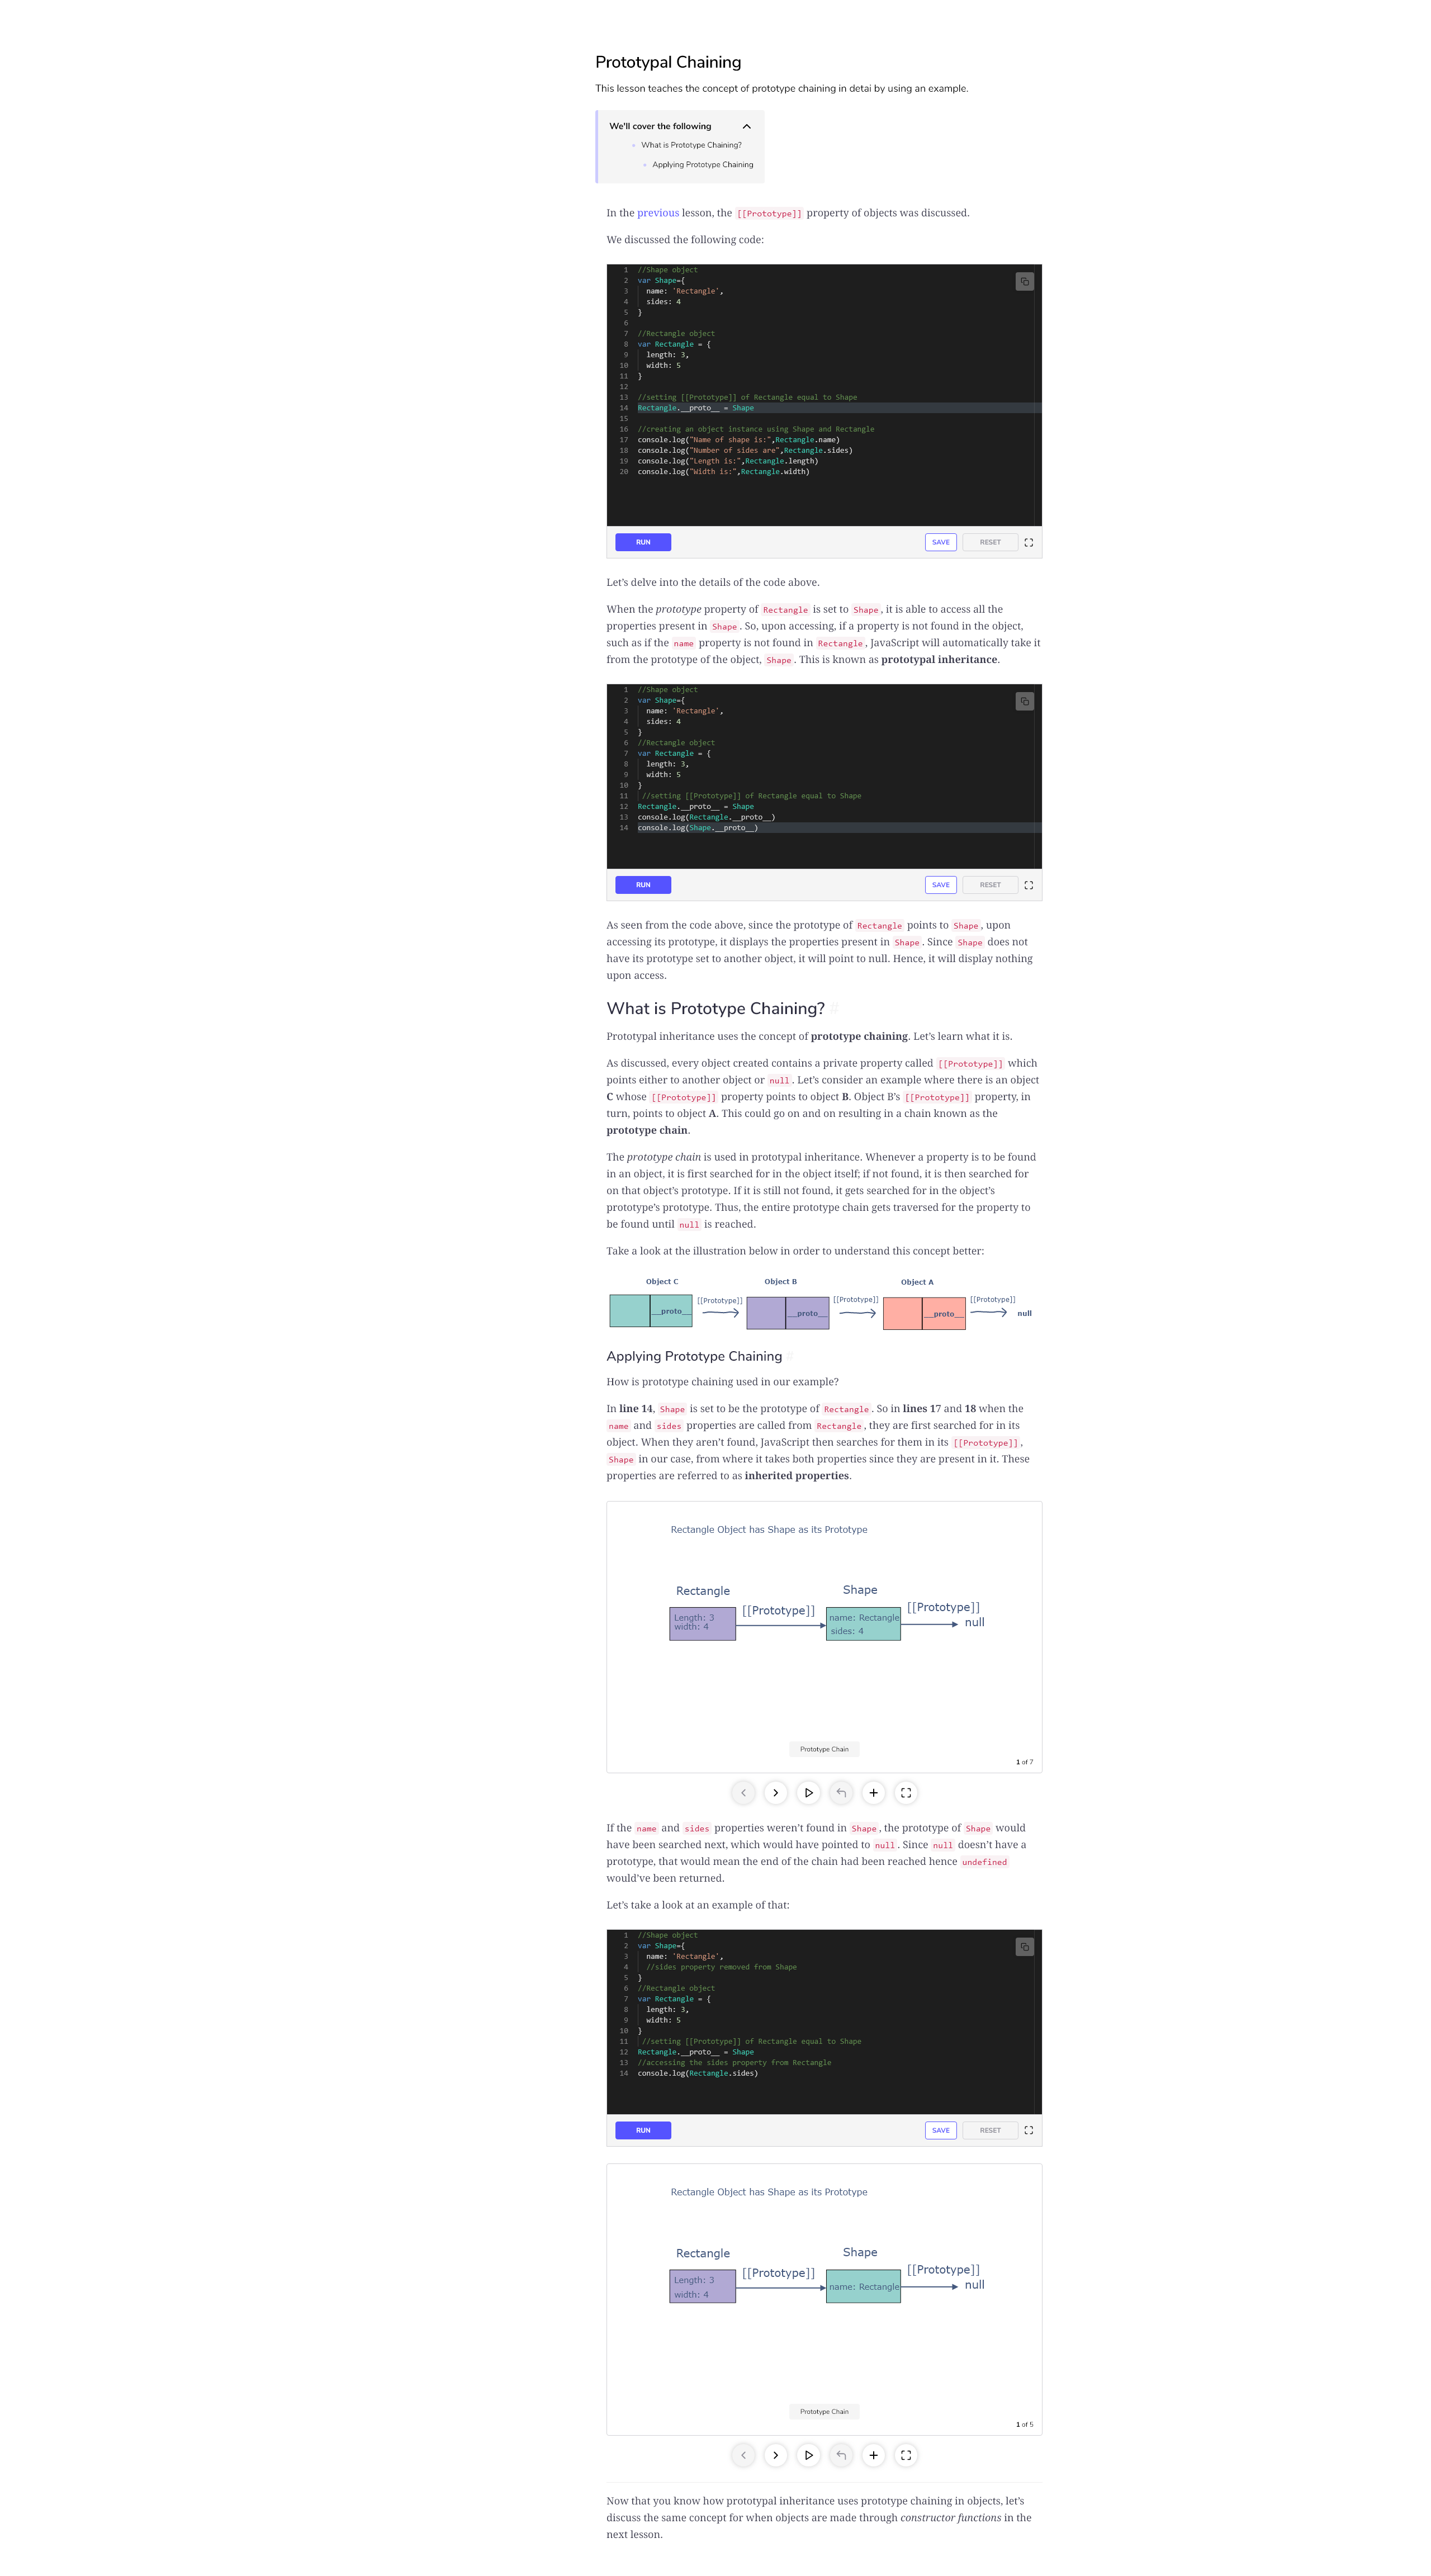 Prototypal Chaining
This lesson teaches the concept of prototype chaining in detai by using an example.
We'll cover the following
What is Prototype Chaining?
Applying Prototype Chaining
In the previous lesson, the [[Prototype]] property of objects was discussed.
We discussed the following code:
1 //Shape object
2 var Shape={
3 name: 'Rectangle',
4 sides: 4
5 }
6
7 //Rectangle object
8 var Rectangle = {
9 length: 3,
10 width: 5
11 }
12
13 //setting [[Prototype]] of Rectangle equal to Shape
14 Rectangle.__proto__ = Shape
15
16 //creating an object instance using Shape and Rectangle
17 console.log("Name of shape is:",Rectangle.name)
18 console.log("Number of sides are",Rectangle.sides)
19 console.log("Length is:",Rectangle.length)
20 console.log("Width is:",Rectangle.width)
RUN SAVE RESET
Let’s delve into the details of the code above.
When the prototype property of Rectangle is set to Shape, it is able to access all the
properties present in Shape. So, upon accessing, if a property is not found in the object,
such as if the name property is not found in Rectangle, JavaScript will automatically take it
from the prototype of the object, Shape. This is known as prototypal inheritance.
1 //Shape object
2 var Shape={
3 name: 'Rectangle',
4 sides: 4
5 }
6 //Rectangle object
7 var Rectangle = {
8 length: 3,
9 width: 5
10 }
11 //setting [[Prototype]] of Rectangle equal to Shape
12 Rectangle.__proto__ = Shape
13 console.log(Rectangle.__proto__)
14 console.log(Shape.__proto__)
RUN SAVE RESET
As seen from the code above, since the prototype of Rectangle points to Shape, upon
accessing its prototype, it displays the properties present in Shape. Since Shape does not
have its prototype set to another object, it will point to null. Hence, it will display nothing
upon access.
What is Prototype Chaining? #
Prototypal inheritance uses the concept of prototype chaining. Let’s learn what it is.
As discussed, every object created contains a private property called [[Prototype]] which
points either to another object or null. Let’s consider an example where there is an object
C whose [[Prototype]] property points to object B. Object B’s [[Prototype]] property, in
turn, points to object A. This could go on and on resulting in a chain known as the
prototype chain.
The prototype chain is used in prototypal inheritance. Whenever a property is to be found
in an object, it is first searched for in the object itself; if not found, it is then searched for
on that object’s prototype. If it is still not found, it gets searched for in the object’s
prototype’s prototype. Thus, the entire prototype chain gets traversed for the property to
be found until null is reached.
Take a look at the illustration below in order to understand this concept better:
Object C Object B Object A
[[Prototype]] [[Prototype]] [[Prototype]]
__proto__ __proto__ __proto__ null
Applying Prototype Chaining #
How is prototype chaining used in our example?
In line 14, Shape is set to be the prototype of Rectangle. So in lines 17 and 18 when the
name and sides properties are called from Rectangle, they are first searched for in its
object. When they aren’t found, JavaScript then searches for them in its [[Prototype]],
Shape in our case, from where it takes both properties since they are present in it. These
properties are referred to as inherited properties.
Rectangle Object has Shape as its Prototype
Rectangle Shape
[[Prototype]] [[Prototype]]
Length: 3 name: Rectangle null
width: 4 sides: 4
Prototype Chain
1 of 7
If the name and sides properties weren’t found in Shape, the prototype of Shape would
have been searched next, which would have pointed to null. Since null doesn’t have a
prototype, that would mean the end of the chain had been reached hence undefined
would’ve been returned.
Let’s take a look at an example of that:
1 //Shape object
2 var Shape={
3 name: 'Rectangle',
4 //sides property removed from Shape
5 }
6 //Rectangle object
7 var Rectangle = {
8 length: 3,
9 width: 5
10 }
11 //setting [[Prototype]] of Rectangle equal to Shape
12 Rectangle.__proto__ = Shape
13 //accessing the sides property from Rectangle
14 console.log(Rectangle.sides)
RUN SAVE RESET
Rectangle Object has Shape as its Prototype
Rectangle Shape
[[Prototype]] [[Prototype]]
Length: 3 name: Rectangle null
width: 4
Prototype Chain
1 of 5
Now that you know how prototypal inheritance uses prototype chaining in objects, let’s
discuss the same concept for when objects are made through constructor functions in the
next lesson.